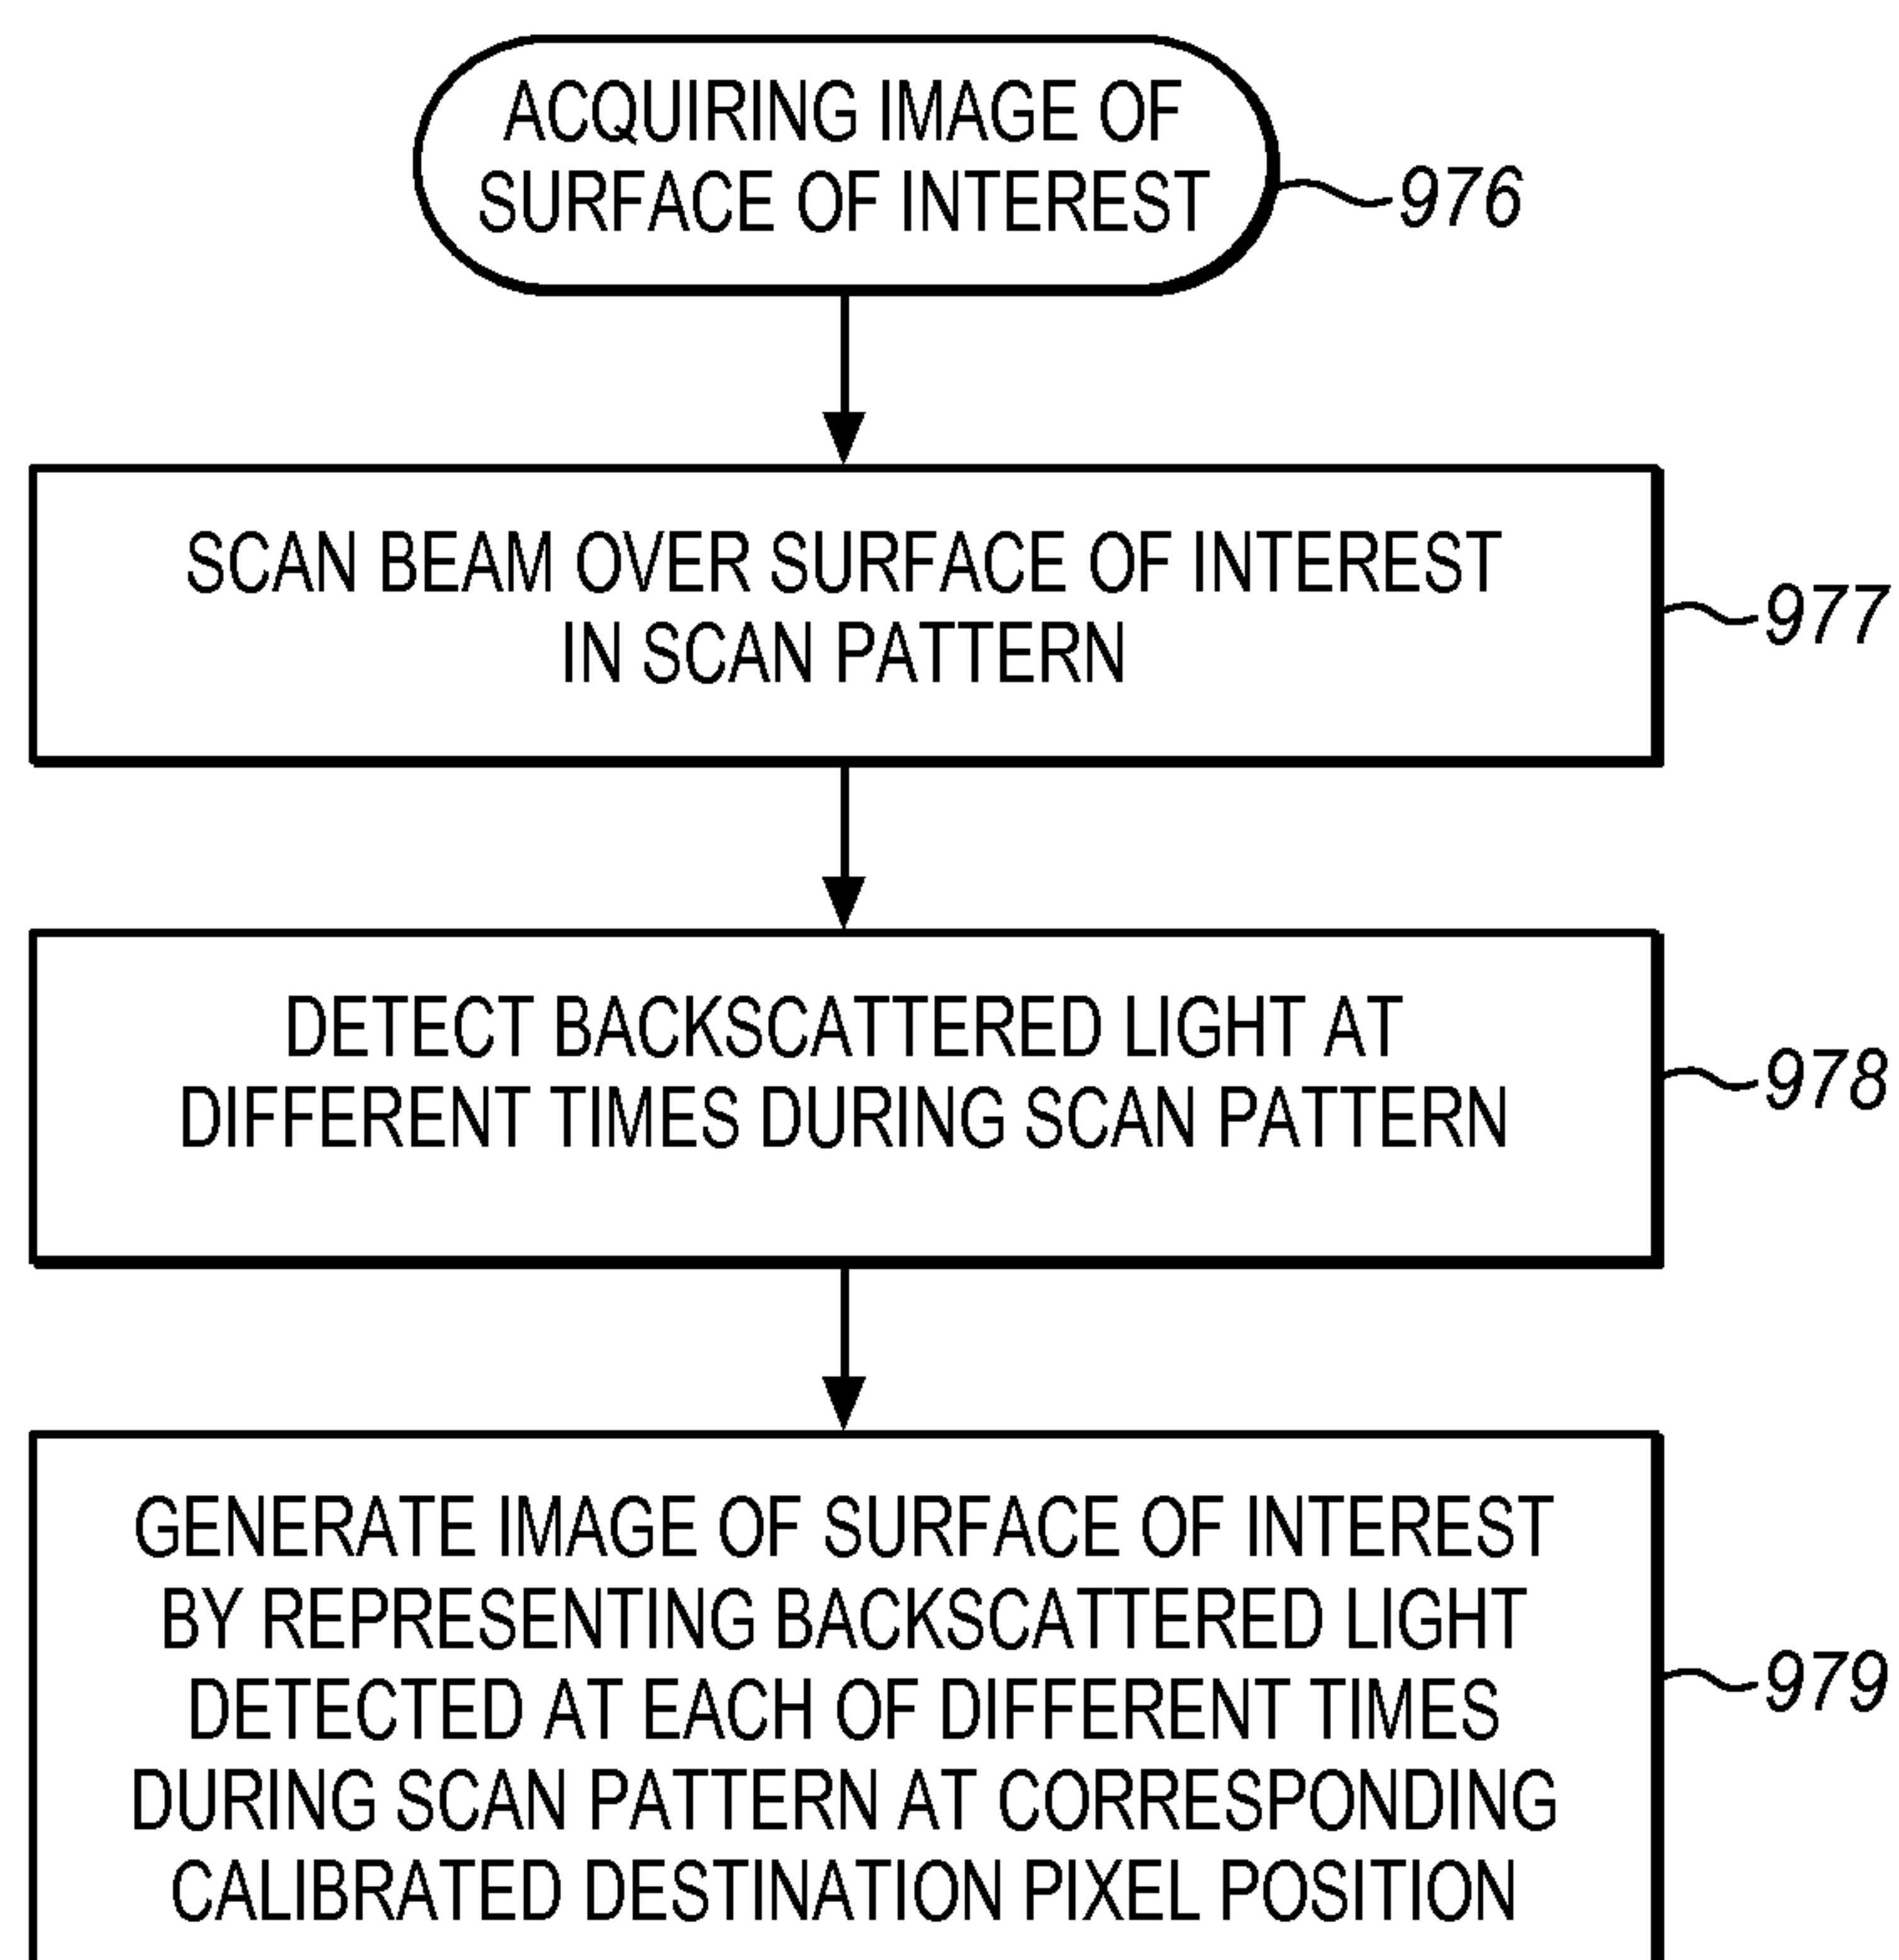 ACQUIRING IMAGE OF
SURFACE OF INTEREST
976
SCAN BEAM OVER SURFACE OF INTEREST
IN SCAN PATTERN
977
DETECT BACKSCATTERED LIGHT AT
DIFFERENT TIMES DURING SCAN PATTERN
978
GENERATE IMAGE OF SURFACE OF INTEREST
BY REPRESENTING BACKSCATTERED LIGHT
DETECTED AT EACH OF DIFFERENT TIMES
DURING SCAN PATTERN AT CORRESPONDING
CALIBRATED DESTINATION PIXEL POSITION
979